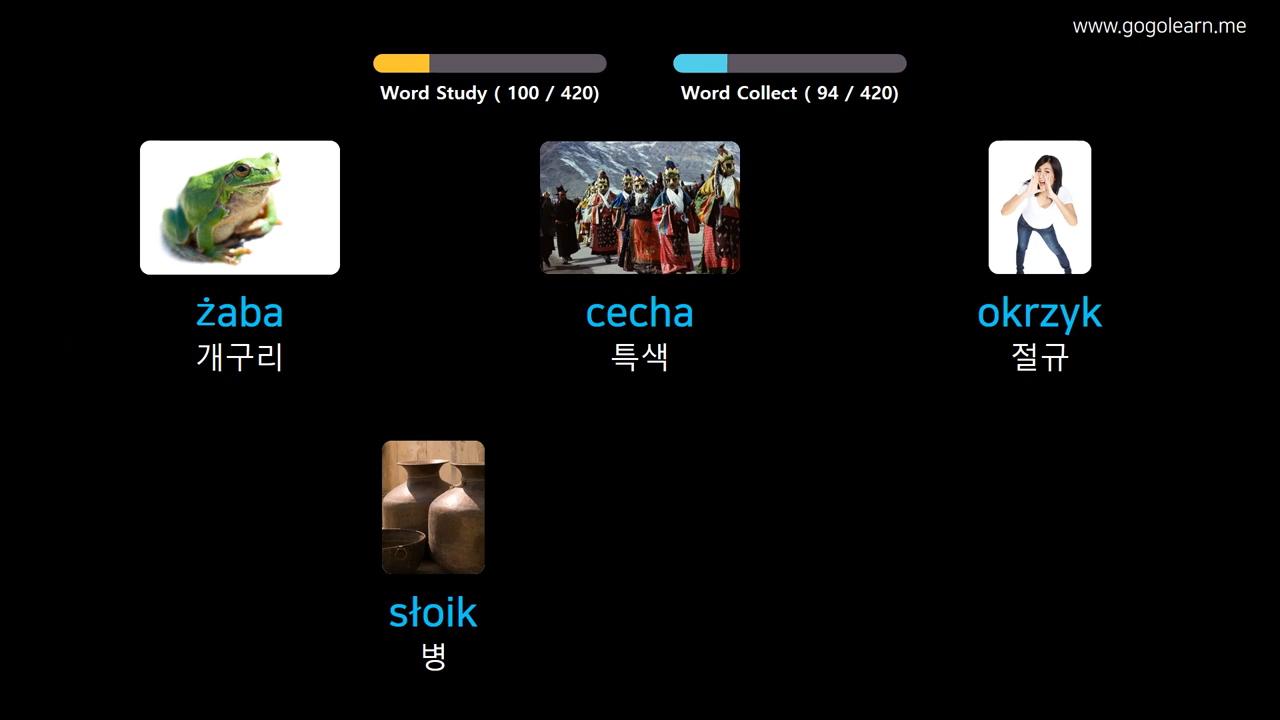 www.gogolearn.me
Word Study ( 100 / 420)
Word Collect ( 94 / 420)
żaba
개구리
cecha
특색
okrzyk
절규
słoik
병